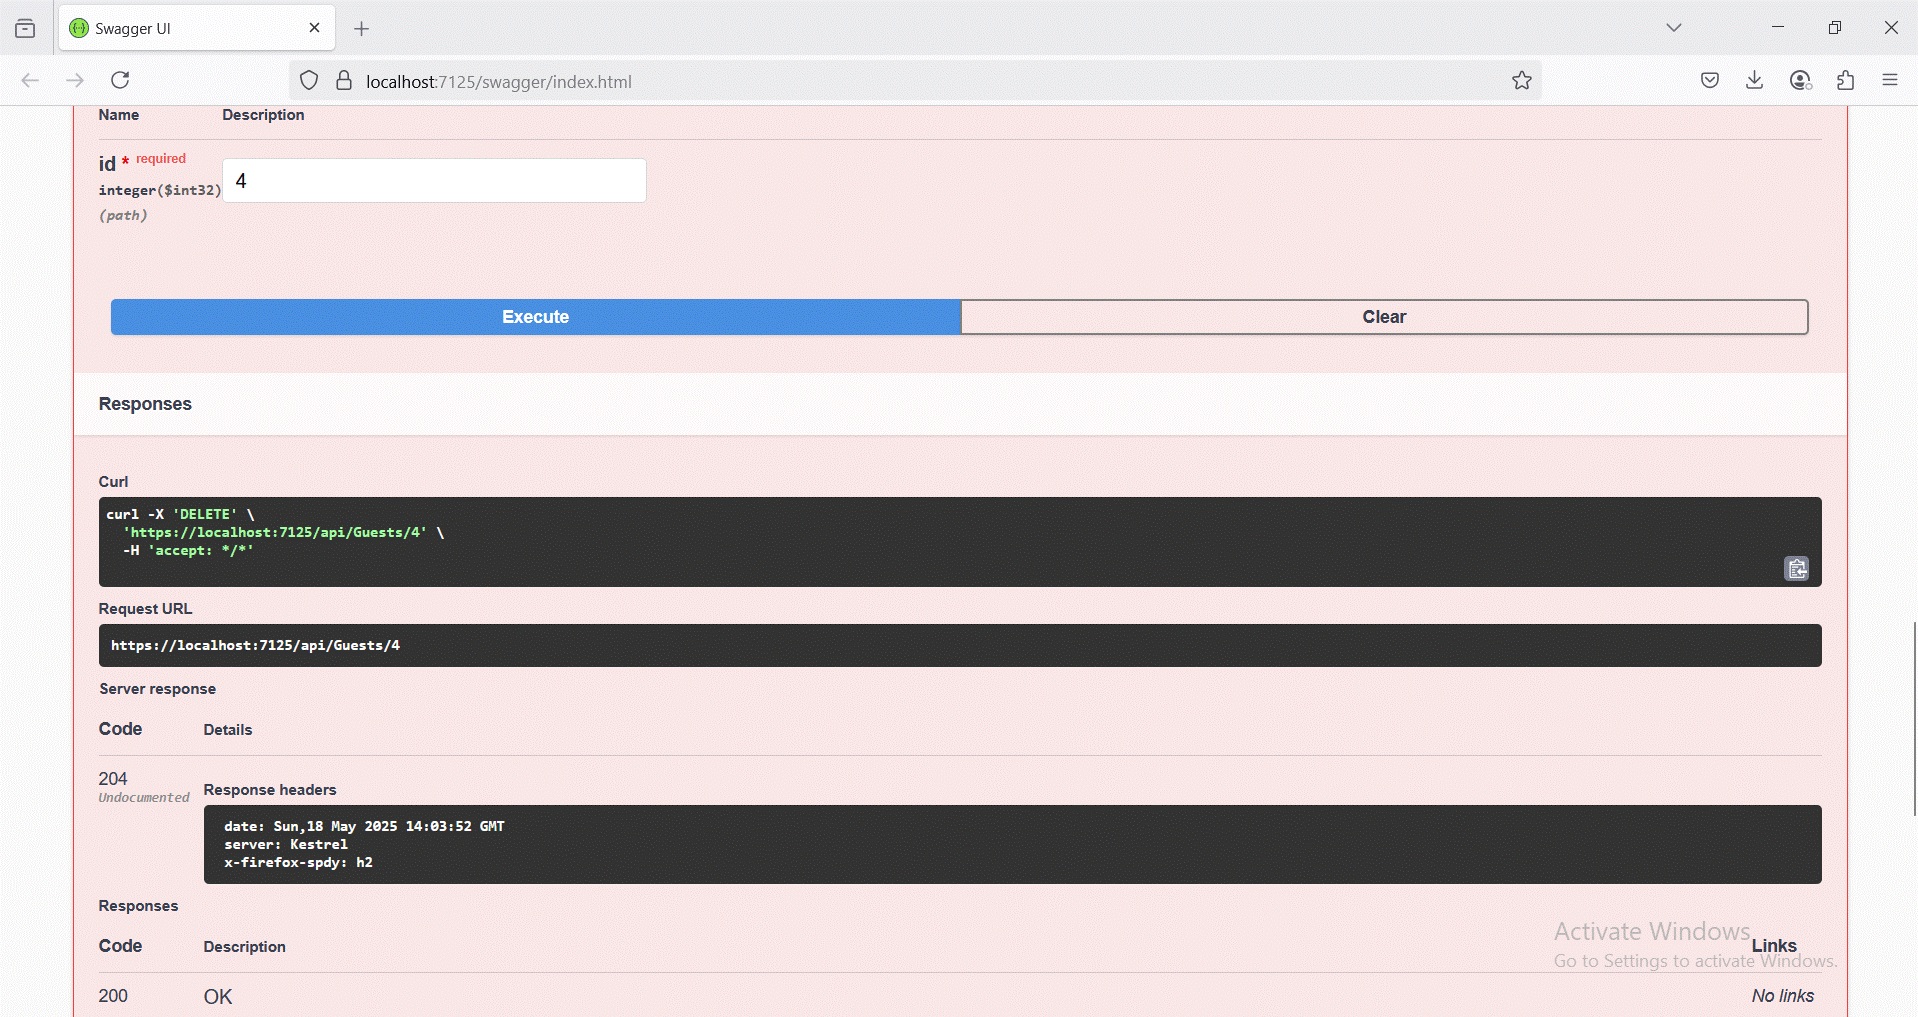 Swagger UI
localhost:7125/swagger/index.html
Name Description
id * required
integer($int32)
(path)
4
Execute Clear
Responses
Curl
curl -X 'DELETE' \
'https://localhost:7125/api/Guests/4' \
-H 'accept: */*'
Request URL
https://localhost:7125/api/Guests/4
Server response
Code Details
204
Undocumented
Response headers
date: Sun,18 May 2025 14:03:52 GMT
server: Kestrel
x-firefox-spdy: h2
Responses
Code Description Links
Activate Windows
Go to Settings to activate Windows.
200 OK No links